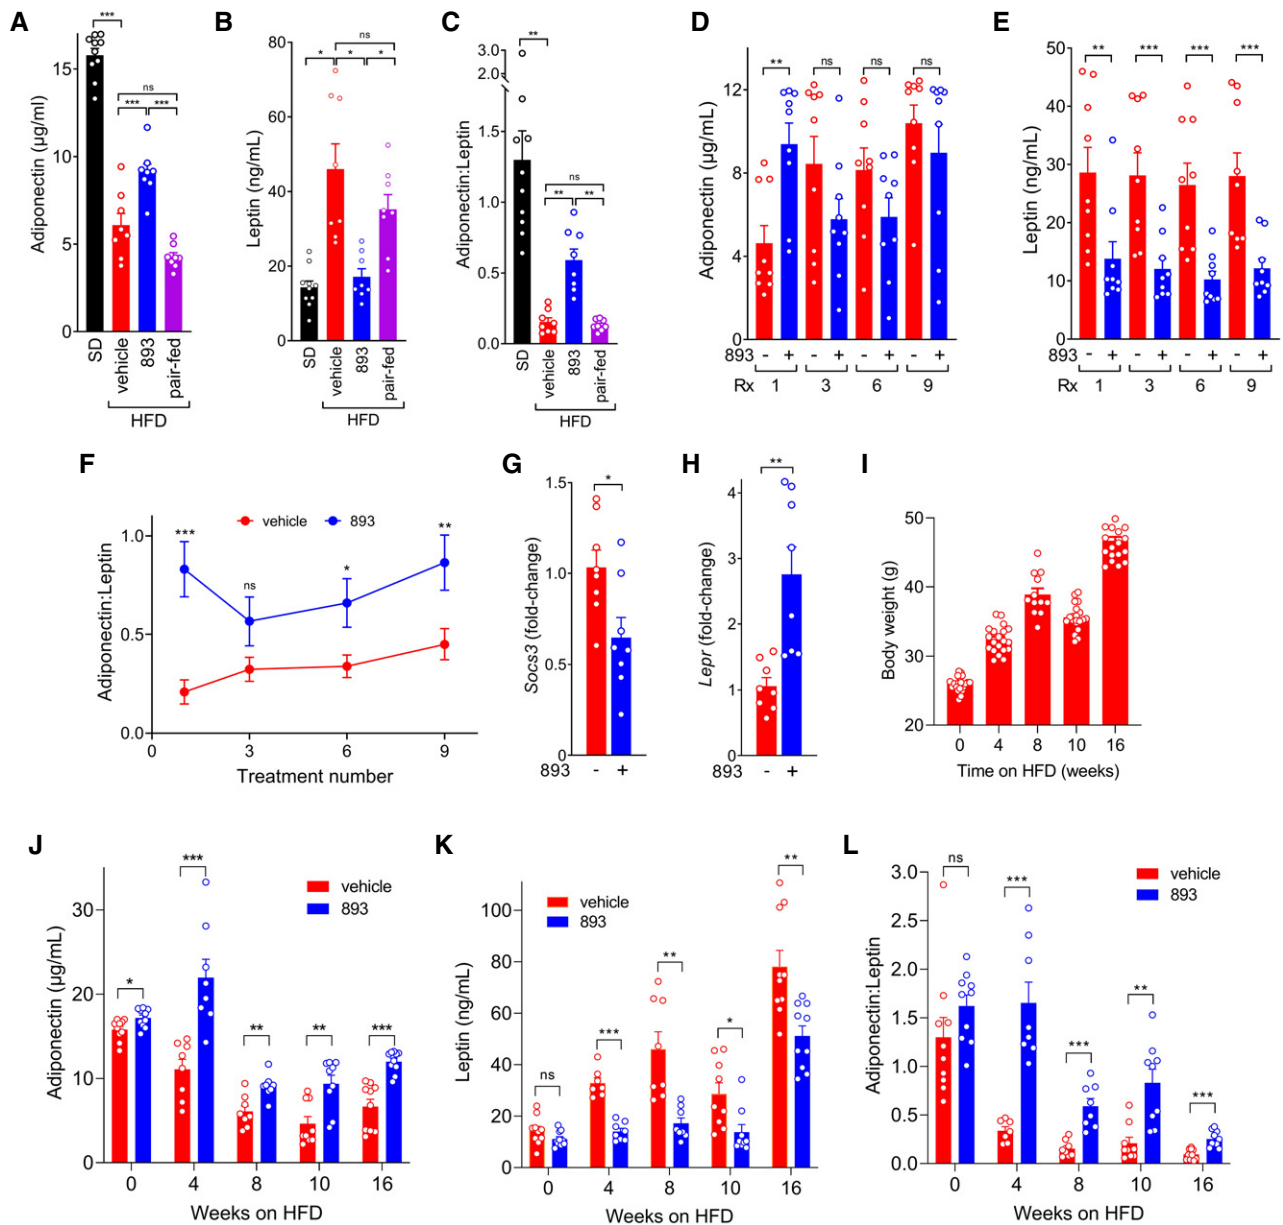 A
Adiponectin (µg/ml)
15
10
5
0
***
ns
*** ***
SD
vehicle
893
pair-fed
HFD
B
Leptin (ng/mL)
80
60
40
20
0
ns
* * *
SD
vehicle
893
pair-fed
HFD
C
Adiponectin:Leptin
3.0
2.0
1.5
1.0
0.5
0.0
**
ns
** **
SD
vehicle
893
pair-fed
HFD
D
Adiponectin (µg/mL)
12
8
4
0
** ns ns ns
893 - + - + - + - +
Rx 1 3 6 9
E
Leptin (ng/mL)
50
40
30
20
10
0
** *** *** ***
893 - + - + - + - +
Rx 1 3 6 9
F
Adiponectin:Leptin
vehicle 893
1.0
0.5
0.0
*** ns * **
0 3 6 9
Treatment number
G
Socs3 (fold-change)
1.5
1.0
0.5
0
*
893 - +
H
Lepr (fold-change)
4
3
2
1
0
**
893 - +
I
Body weight (g)
50
40
30
20
0 4 8 10 16
Time on HFD (weeks)
J
Adiponectin (µg/mL)
30
20
10
0
vehicle
893
* *** ** ** ***
0 4 8 10 16
Weeks on HFD
K
Leptin (ng/mL)
100
80
60
40
20
0
vehicle
893
ns *** ** * **
0 4 8 10 16
Weeks on HFD
L
Adiponectin:Leptin
3.0
2.5
2.0
1.5
1.0
0.5
0.0
vehicle
893
ns *** *** ** ***
0 4 8 10 16
Weeks on HFD